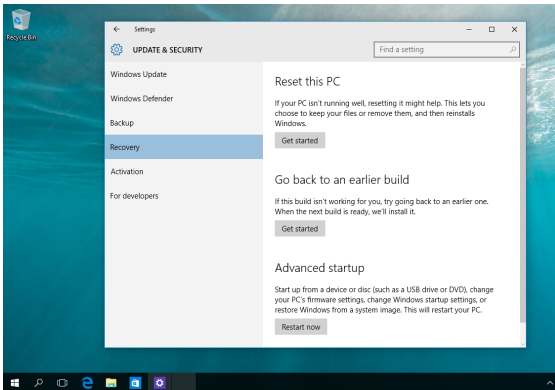 Recycle Bin
Settings
UPDATE & SECURITY
Find a setting
Windows Update
Windows Defender
Backup
Recovery
Activation
For developers
Reset this PC
If your PC isn't running well, resetting it might help. This lets you
choose to keep your files or remove them, and then reinstalls
Windows.
Get started
Go back to an earlier build
If this build isn't working for you, try going back to an earlier one.
When the next build is ready, we'll install it.
Get started
Advanced startup
Start up from a device or disc (such as a USB drive or DVD), change
your PC's firmware settings, change Windows startup settings, or
restore Windows from a system image. This will restart your PC.
Restart now